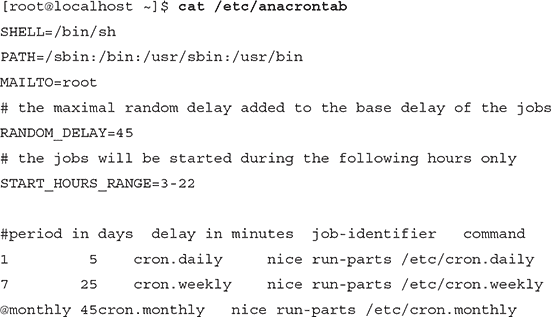 [root@localhost ~]$ cat /etc/anacrontab
SHELL=/bin/sh
PATH=/sbin:/bin:/usr/sbin:/usr/bin
MAILTO=root
# the maximal random delay added to the base delay of the jobs
RANDOM_DELAY=45
# the jobs will be started during the following hours only
START_HOURS_RANGE=3-22
#period in days  delay in minutes  job-identifier   command
1        5    cron.daily     nice run-parts /etc/cron.daily
7       25    cron.weekly    nice run-parts /etc/cron.weekly
@monthly 45cron.monthly   nice run-parts /etc/cron.monthly